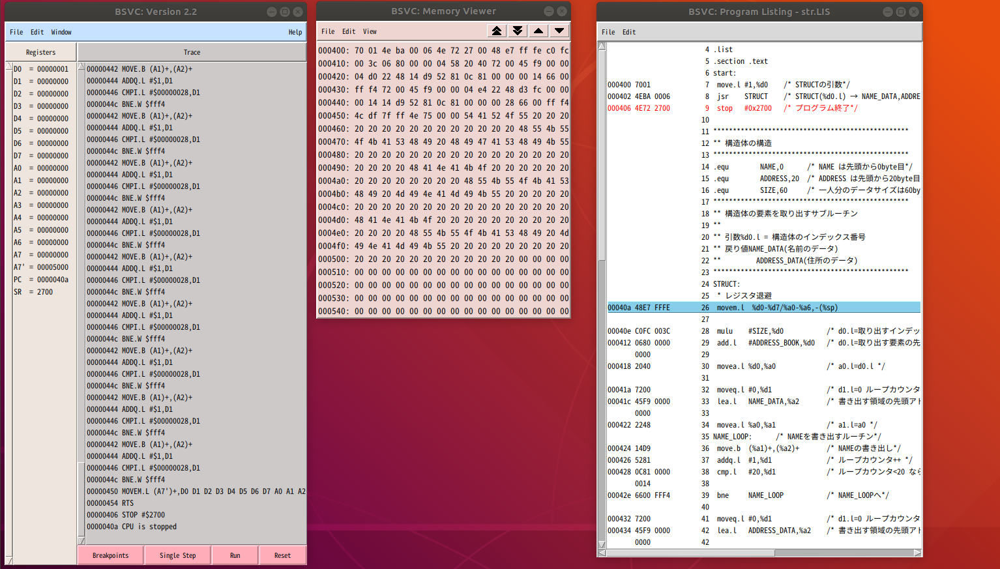 BSVC: Version 2.2
File Edit Window Help
Registers
Trace
D0 = 00000001
D1 = 00000000
D2 = 00000000
D3 = 00000000
D4 = 00000000
D5 = 00000000
D6 = 00000000
D7 = 00000000
A0 = 00000000
A1 = 00000000
A2 = 00000000
A3 = 00000000
A4 = 00000000
A5 = 00000000
A6 = 00000000
A7 = 00000000
A7' = 00005000
PC = 0000040a
SR = 2700
00000442 MOVE.B (A1)+,(A2)+
00000444 ADDQ.L #$1,D1
00000446 CMPI.L #$00000028,D1
0000044c BNE.W $fff4
00000442 MOVE.B (A1)+,(A2)+
00000444 ADDQ.L #$1,D1
00000446 CMPI.L #$00000028,D1
0000044c BNE.W $fff4
00000442 MOVE.B (A1)+,(A2)+
00000444 ADDQ.L #$1,D1
00000446 CMPI.L #$00000028,D1
0000044c BNE.W $fff4
00000442 MOVE.B (A1)+,(A2)+
00000444 ADDQ.L #$1,D1
00000446 CMPI.L #$00000028,D1
0000044c BNE.W $fff4
00000442 MOVE.B (A1)+,(A2)+
00000444 ADDQ.L #$1,D1
00000446 CMPI.L #$00000028,D1
0000044c BNE.W $fff4
00000442 MOVE.B (A1)+,(A2)+
00000444 ADDQ.L #$1,D1
00000446 CMPI.L #$00000028,D1
0000044c BNE.W $fff4
00000442 MOVE.B (A1)+,(A2)+
00000444 ADDQ.L #$1,D1
00000446 CMPI.L #$00000028,D1
0000044c BNE.W $fff4
00000442 MOVE.B (A1)+,(A2)+
00000444 ADDQ.L #$1,D1
00000446 CMPI.L #$00000028,D1
0000044c BNE.W $fff4
00000442 MOVE.B (A1)+,(A2)+
00000444 ADDQ.L #$1,D1
00000446 CMPI.L #$00000028,D1
0000044c BNE.W $fff4
00000450 MOVEM.L (A7')+,D0 D1 D2 D3 D4 D5 D6 D7 A0 A1 A2
00000454 RTS
00000406 STOP #$2700
0000040a CPU is stopped
Breakpoints
Single Step
Run
Reset
BSVC: Memory Viewer
File Edit View
000400: 70 01 4e ba 00 06 4e 72 27 00 48 e7 ff fe c0 fc
000410: 00 3c 06 80 00 00 04 58 20 40 72 00 45 f9 00 00
000420: 04 d0 22 48 14 d9 52 81 0c 81 00 00 00 14 66 00
000430: ff f4 72 00 45 f9 00 00 04 e4 22 48 d3 fc 00 00
000440: 00 14 14 d9 52 81 0c 81 00 00 00 28 66 00 ff f4
000450: 4c df 7f ff 4e 75 00 00 54 41 52 4f 55 20 20 20
000460: 20 20 20 20 20 20 20 20 20 20 20 20 48 55 4b 55
000470: 4f 4b 41 53 48 49 20 48 49 47 41 53 48 49 4b 55
000480: 20 20 20 20 20 20 20 20 20 20 20 20 20 20 20 20
000490: 20 20 20 20 48 41 4e 41 4b 4f 20 20 20 20 20 20
0004a0: 20 20 20 20 20 20 20 20 48 55 4b 55 4f 4b 41 53
0004b0: 48 49 20 4d 49 4e 41 4d 49 4b 55 20 20 20 20 20
0004c0: 20 20 20 20 20 20 20 20 20 20 20 20 20 20 20 20
0004d0: 48 41 4e 41 4b 4f 20 20 20 20 20 20 20 20 20 20
0004e0: 20 20 20 20 48 55 4b 55 4f 4b 41 53 48 49 20 4d
0004f0: 49 4e 41 4d 49 4b 55 20 20 20 20 20 20 20 20 20
000500: 20 20 20 20 20 20 20 20 20 20 20 20 00 00 00 00
000510: 00 00 00 00 00 00 00 00 00 00 00 00 00 00 00 00
000520: 00 00 00 00 00 00 00 00 00 00 00 00 00 00 00 00
000530: 00 00 00 00 00 00 00 00 00 00 00 00 00 00 00 00
000540: 00 00 00 00 00 00 00 00 00 00 00 00 00 00 00 00
BSVC: Program Listing - str.LIS
File Edit
4 .list
5 .section .text
6 start:
000400 7001 7 move.l #1,%d0 /* STRUCTの引数*/
000402 4EBA 0006 8 jsr STRUCT /* STRUCT(%d0.l) → NAME_DATA,ADDRE
000406 4E72 2700 9 stop #0x2700 /* プログラム終了*/
10
11 **************************************************
12 ** 構造体の構造
13 **************************************************
14 .equ NAME,0 /* NAME は先頭から0byte目*/
15 .equ ADDRESS,20 /* ADDRESS は先頭から20byte目
16 .equ SIZE,60 /* 一人分のデータサイズは60by
17 **************************************************
18 ** 構造体の要素を取り出すサブルーチン
19 **
20 ** 引数%d0.l = 構造体のインデックス番号
21 ** 戻り値NAME_DATA(名前のデータ)
22 ** ADDRESS_DATA(住所のデータ)
23 **************************************************
24 STRUCT:
25 * レジスタ退避
00040a 48E7 FFFE 26 movem.l %d0-%d7/%a0-%a6,-(%sp)
27
00040e C0FC 003C 28 mulu #SIZE,%d0 /* d0.l=取り出すインデッ
000412 0680 0000 29 add.l #ADDRESS_BOOK,%d0 /* d0.l=取り出す要素の先
0000 29
000418 2040 30 movea.l %d0,%a0 /* a0.l=d0.l */
31
00041a 7200 32 moveq.l #0,%d1 /* d1.l=0 ループカウンタ
00041c 45F9 0000 33 lea.l NAME_DATA,%a2 /* 書き出す領域の先頭アト
0000 33
000422 2248 34 movea.l %a0,%a1 /* a1.l=a0 */
35 NAME_LOOP: /* NAMEを書き出すルーチン*/
000424 14D9 36 move.b (%a1)+,(%a2)+ /* NAMEの書き出し*/
000426 5281 37 addq.l #1,%d1 /* ループカウンタ++ */
000428 0C81 0000 38 cmp.l #20,%d1 /* ループカウンタ<20 なら
0014 38
00042e 6600 FFF4 39 bne NAME_LOOP /* NAME_LOOPへ*/
40
000432 7200 41 moveq.l #0,%d1 /* d1.l=0 ループカウンタ
000434 45F9 0000 42 lea.l ADDRESS_DATA,%a2 /* 書き出す領域の先頭アト
0000 42